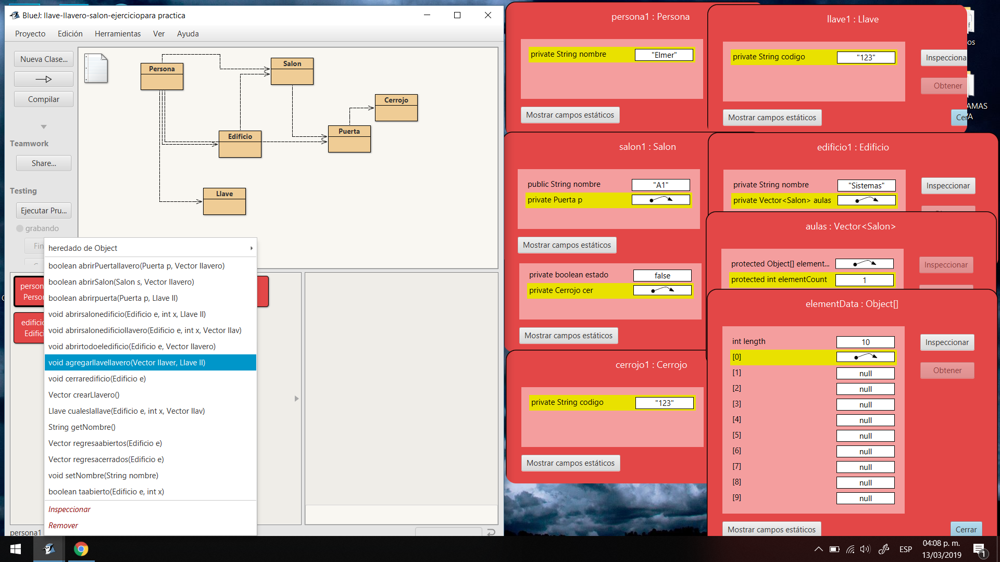 BlueJ: llave-llavero-salon-ejerciciopara practica
Proyecto Edición Herramientas Ver Ayuda
Nueva Clase...
Compilar
Teamwork
Share...
Testing
Ejecutar Pru...
grabando
Fin
Persona
Salon
Cerrojo
Edificio
Puerta
Llave
heredado de Object
boolean abrirPuertallavero(Puerta p, Vector llavero)
boolean abrirSalon(Salon s, Vector llavero)
boolean abrirpuerta(Puerta p, Llave ll)
void abrirsalonedificio(Edificio e, int x, Llave ll)
void abrirsalonedificiollavero(Edificio e, int x, Vector llav)
void abrirtodoeledificio(Edificio e, Vector llavero)
void agregarllavellavero(Vector llaver, Llave ll)
void cerraredificio(Edificio e)
Vector crearLlavero()
Llave cualeslallave(Edificio e, int x, Vector llav)
String getNombre()
Vector regresaabiertos(Edificio e)
Vector regresacerrados(Edificio e)
void setNombre(String nombre)
boolean taabierto(Edificio e, int x)
Inspeccionar
Remover
person
Person
edificio
Edifici
persona1
persona1 : Persona
private String nombre "Elmer"
Mostrar campos estáticos
llave1 : Llave
private String codigo "123"
Inspecciona
Obtener
Mostrar campos estáticos
Cer
os
AMAS
VA
salon1 : Salon
public String nombre "A1"
private Puerta p
Mostrar campos estáticos
private boolean estado false
private Cerrojo cer
Mostrar campos estáticos
cerrojo1 : Cerrojo
private String codigo "123"
Mostrar campos estáticos
edificio1 : Edificio
private String nombre "Sistemas"
private Vector<Salon> aulas
Inspeccionar
aulas : Vector<Salon>
protected Object[] element...
protected int elementCount 1
Inspeccionar
elementData : Object[]
int length 10
[0]
[1] null
[2] null
[3] null
[4] null
[5] null
[6] null
[7] null
[8] null
[9] null
Inspeccionar
Obtener
Mostrar campos estáticos
Cerrar
ESP
04:08 p. m.
13/03/2019
1